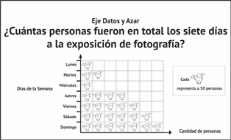 Eje Datos y Azar
¿Cuántas personas fueron en total los siete días
a la exposición de fotografía?
Días de la Semana
Lunes
Martes
Miércoles
Jueves
Viernes
Sábado
Domingo
Cada
representa a 50 personas
Cantidad de personas